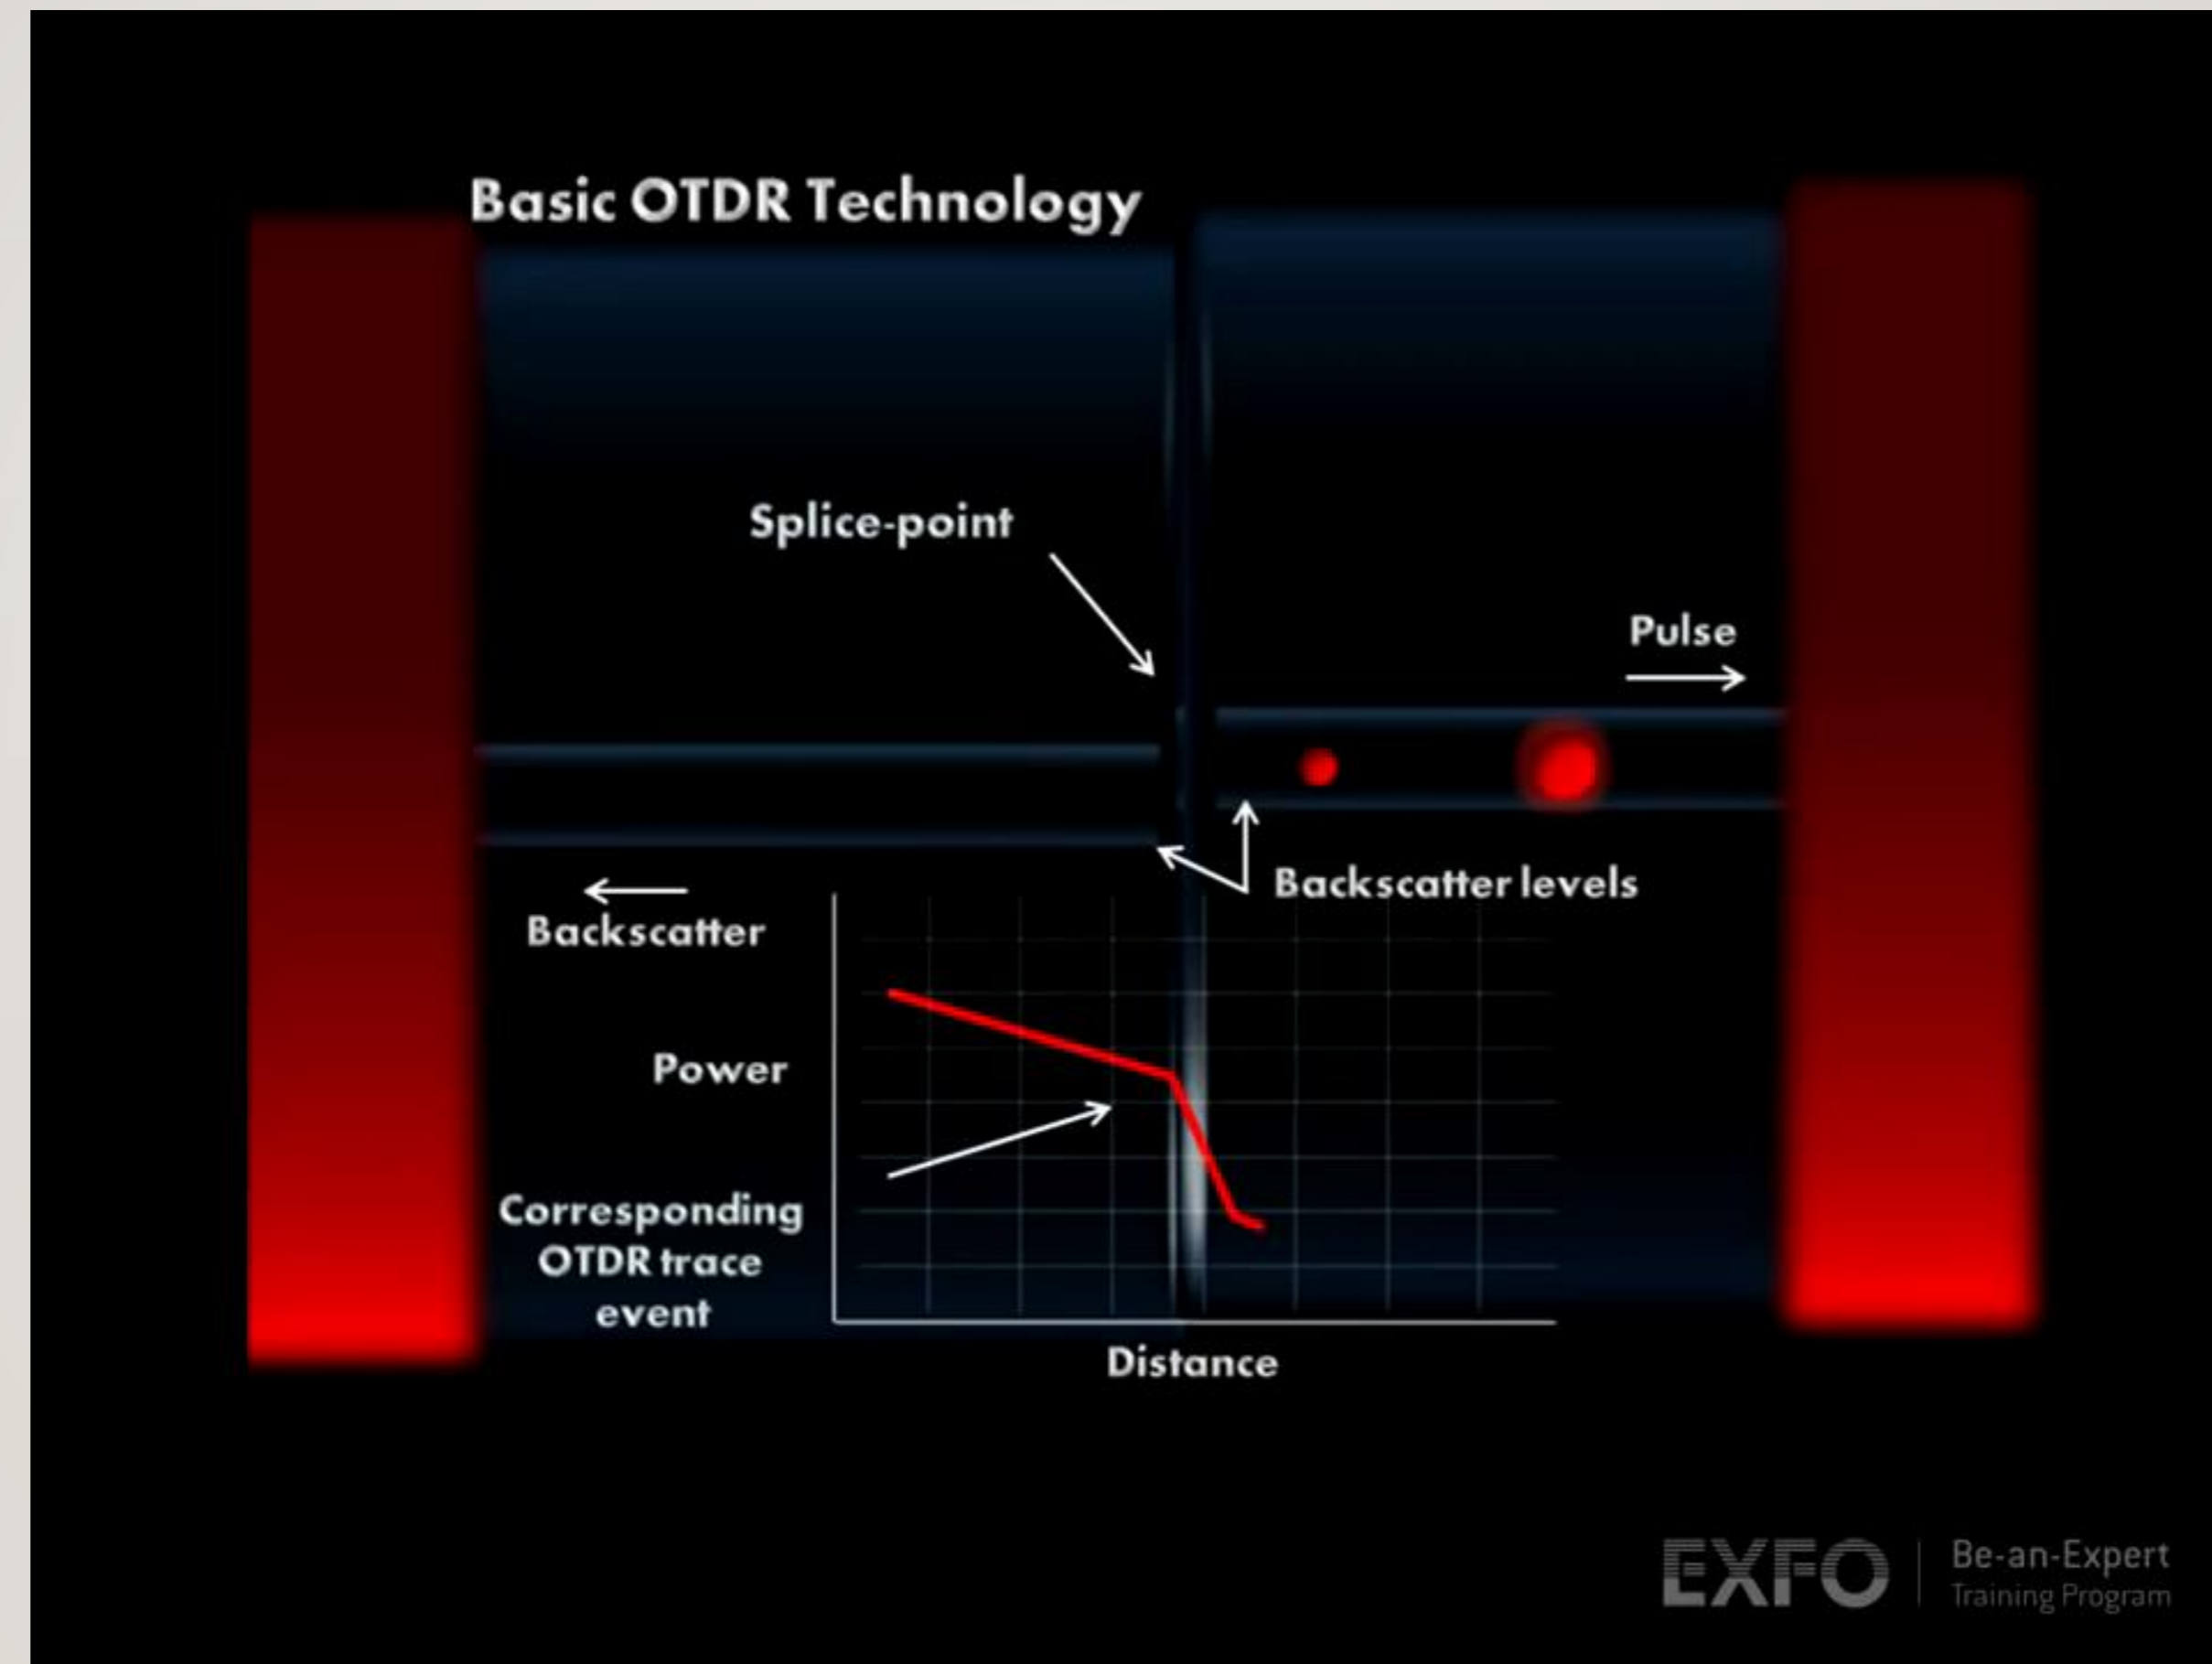 Basic OTDR Technology
Splice-point
Pulse
Backscatter levels
Backscatter
Power
Corresponding
OTDR trace
event
Distance
EXFO
Be-an-Expert
Training Program